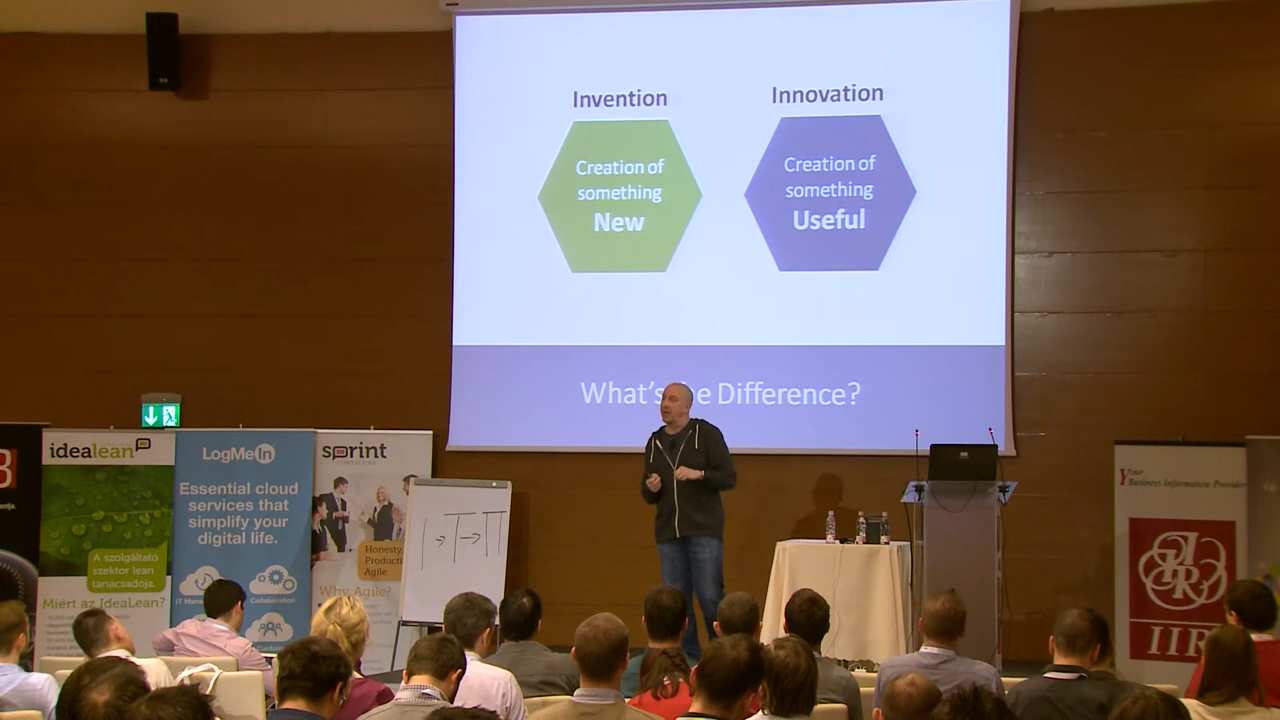 Invention
Innovation
Creation of
something
New
Creation of
something
Useful
What's
e Difference?
idealean
A szolgáltató
szektor lean
tanácsadója.
Miért az IdeaLean?
LogMeIn
Essential cloud
services that
simplify your
digital life.
Collaboration
sprint
CONSULTING
Honesty
Agile.
Why Agile?
Your
Business Information Provider
IIR